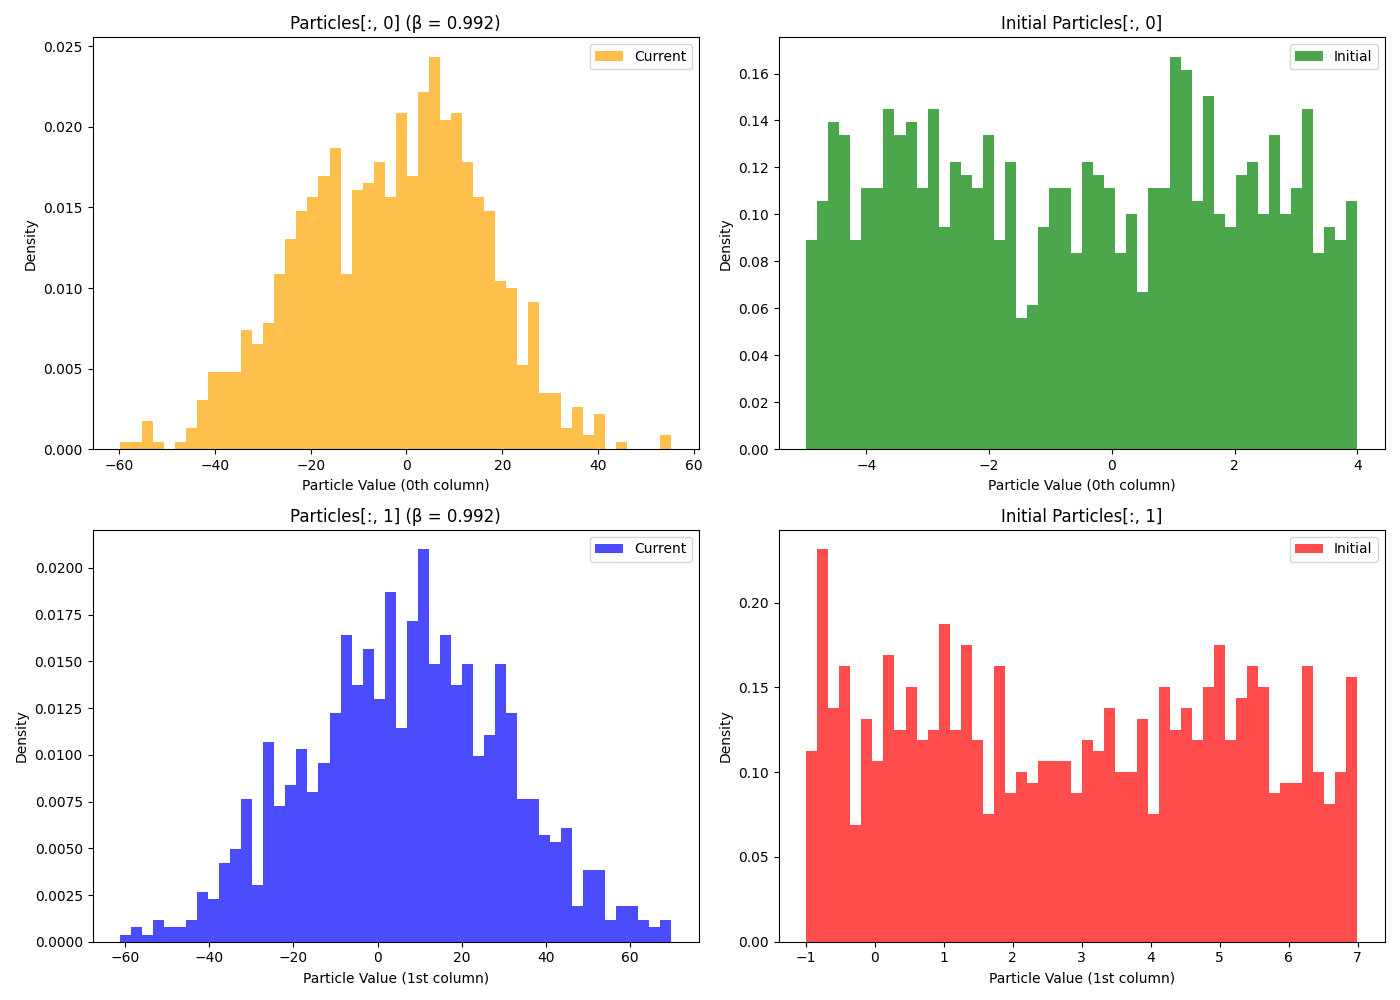 Particles[:, 0] (β = 0.992)
Current
Density
0.025
0.020
0.015
0.010
0.005
0.000
−60 −40 −20 0 20 40 60
Particle Value (0th column)
Initial Particles[:, 0]
Initial
Density
0.16
0.14
0.12
0.10
0.08
0.06
0.04
0.02
0.00
−4 −2 0 2 4
Particle Value (0th column)
Particles[:, 1] (β = 0.992)
Current
Density
0.0200
0.0175
0.0150
0.0125
0.0100
0.0075
0.0050
0.0025
0.0000
−60 −40 −20 0 20 40 60
Particle Value (1st column)
Initial Particles[:, 1]
Initial
Density
0.20
0.15
0.10
0.05
0.00
−1 0 1 2 3 4 5 6 7
Particle Value (1st column)